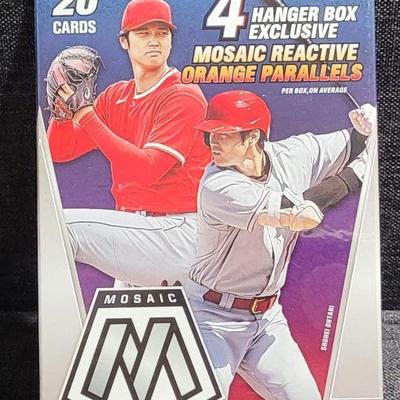 20
CARDS
4
HANGER BOX
EXCLUSIVE
MOSAIC REACTIVE
ORANGE PARALLELS
PER BOX, ON AVERAGE
SHOHEI OHTANI
MOSAIC
M